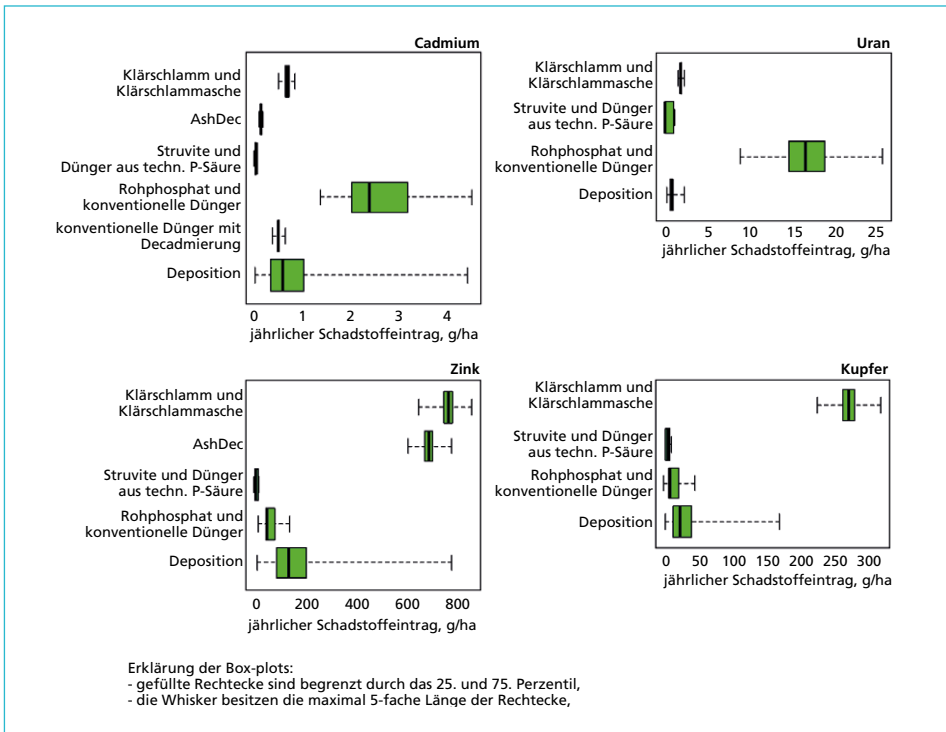 Cadmium
Klärschlamm und
Klärschlammasche
AshDec
Struvite und
Dünger aus techn. P-Säure
Rohphosphat und
konventionelle Dünger
konventionelle Dünger mit
Decadmierung
Deposition
0 1 2 3 4
jährlicher Schadstoffeintrag, g/ha
Uran
Klärschlamm und
Klärschlammasche
Struvite und Dünger
aus techn. P-Säure
Rohphosphat und
konventionelle Dünger
Deposition
0 5 10 15 20 25
jährlicher Schadstoffeintrag, g/ha
Zink
Klärschlamm und
Klärschlammasche
AshDec
Struvite und Dünger
aus techn. P-Säure
Rohphosphat und
konventionelle Dünger
Deposition
0 200 400 600 800
jährlicher Schadstoffeintrag, g/ha
Kupfer
Klärschlamm und
Klärschlammasche
Struvite und Dünger
aus techn. P-Säure
Rohphosphat und
konventionelle Dünger
Deposition
0 50 100 150 200 250 300
jährlicher Schadstoffeintrag, g/ha
Erklärung der Box-plots:
- gefüllte Rechtecke sind begrenzt durch das 25. und 75. Perzentil,
- die Whisker besitzen die maximal 5-fache Länge der Rechtecke,